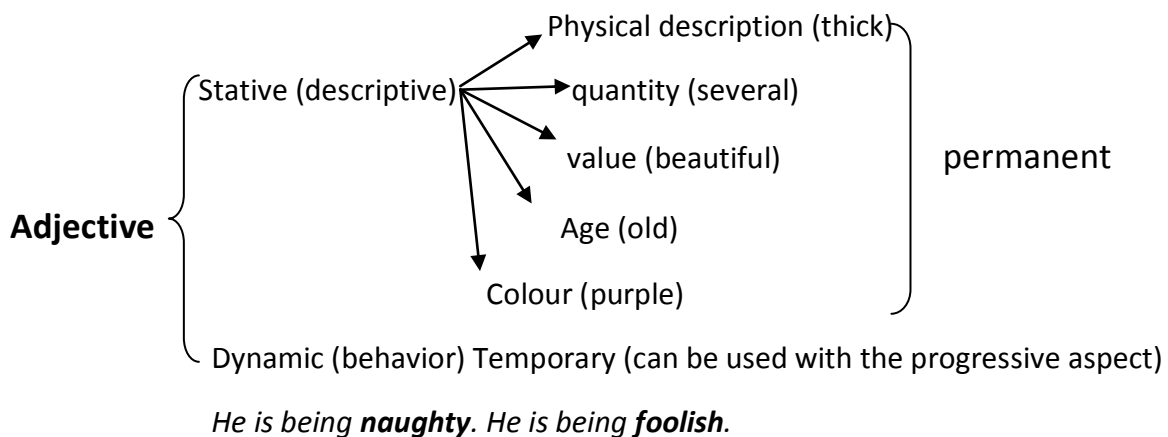 Physical description (thick)
Stative (descriptive)
quantity (several)
value (beautiful)
permanent
Adjective
Age (old)
Colour (purple)
Dynamic (behavior) Temporary (can be used with the progressive aspect)
He is being naughty. He is being foolish.